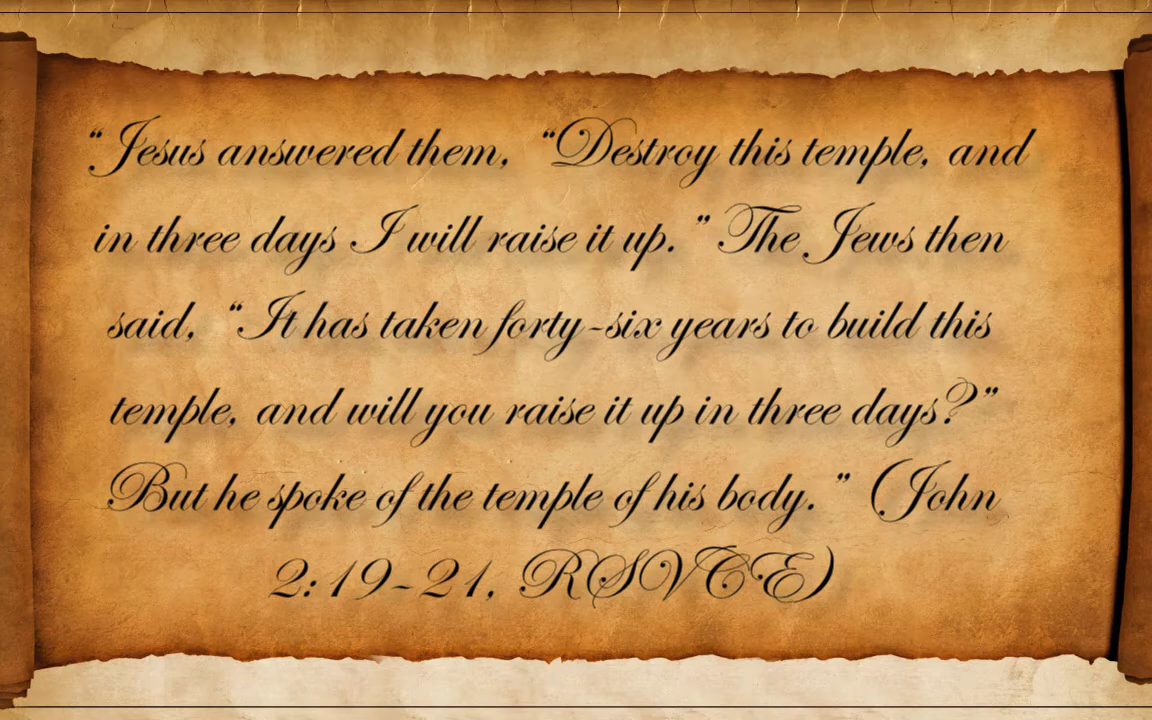 “Jesus answered them, “Destroy this temple, and
in three days I will raise it up.” The Jews then
said, “It has taken forty-six years to build this
temple, and will you raise it up in three days?”
But he spoke of the temple of his body.” (John
2:19-21, RSVCE)